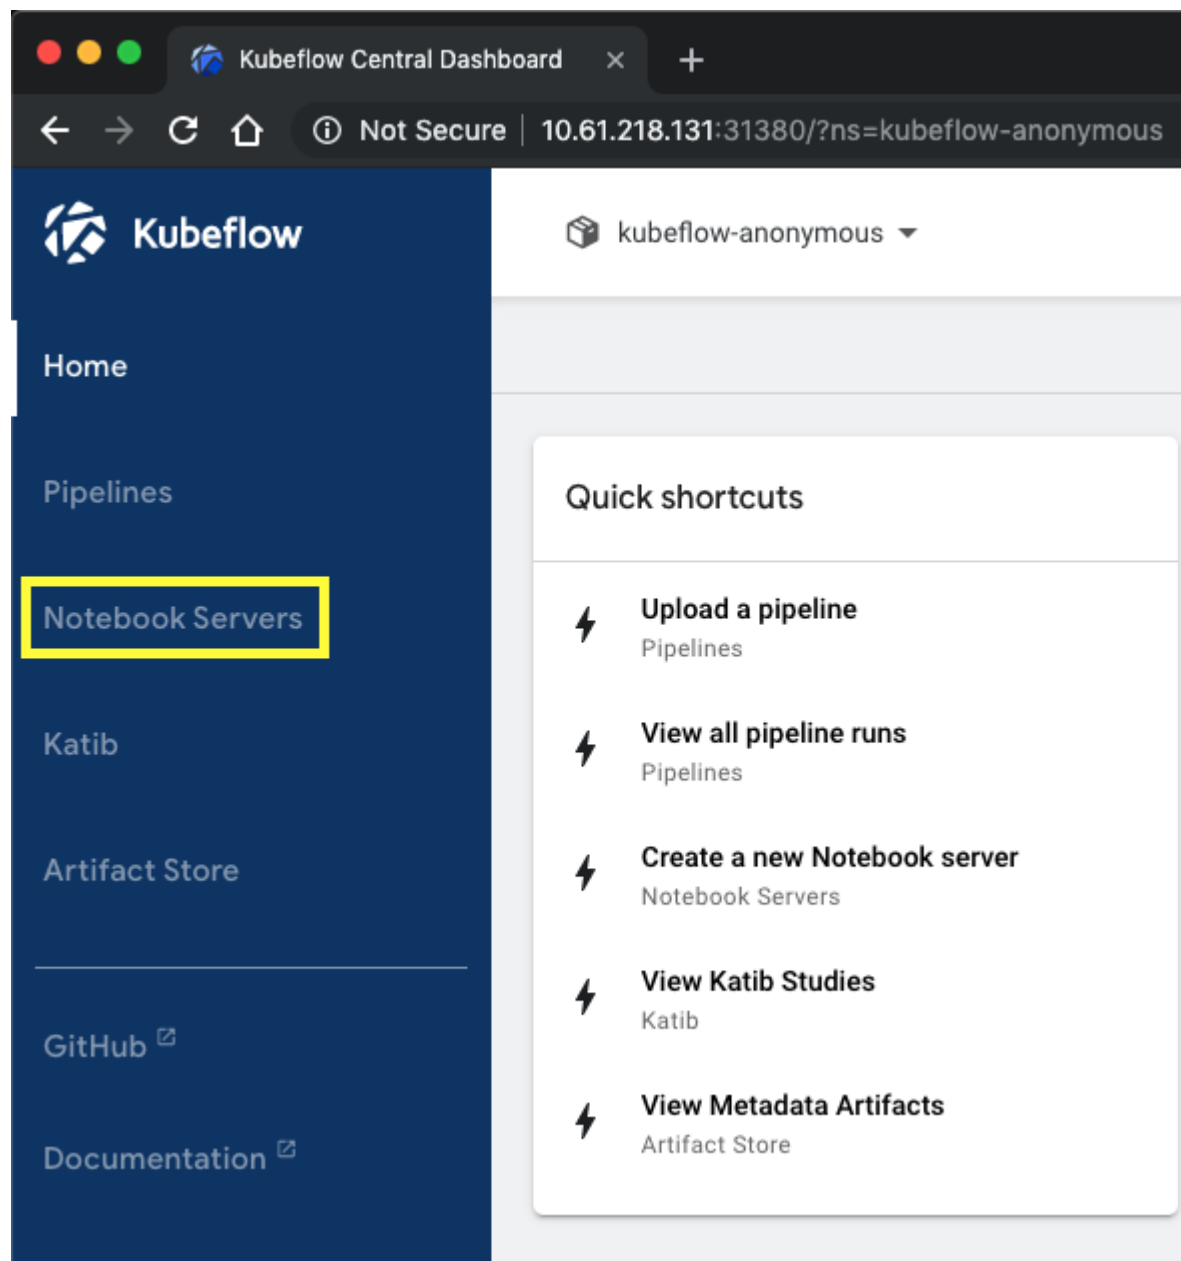 Kubeflow Central Dashboard
Not Secure | 10.61.218.131:31380/?ns=kubeflow-anonymous
Kubeflow
kubeflow-anonymous
Home
Pipelines
Notebook Servers
Katib
Artifact Store
GitHub
Documentation
Quick shortcuts
Upload a pipeline
Pipelines
View all pipeline runs
Pipelines
Create a new Notebook server
Notebook Servers
View Katib Studies
Katib
View Metadata Artifacts
Artifact Store